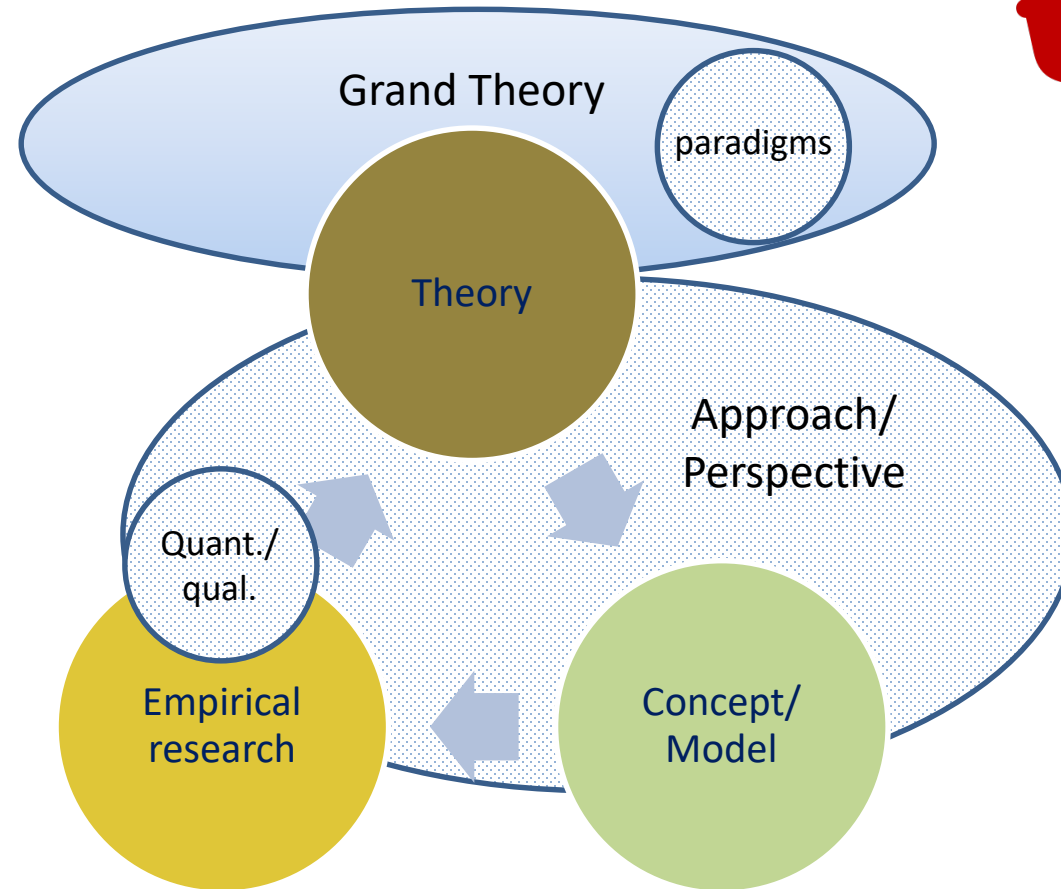 Grand Theory
paradigms
Theory
Approach/
Perspective
Quant./
qual.
Empirical
research
Concept/
Model